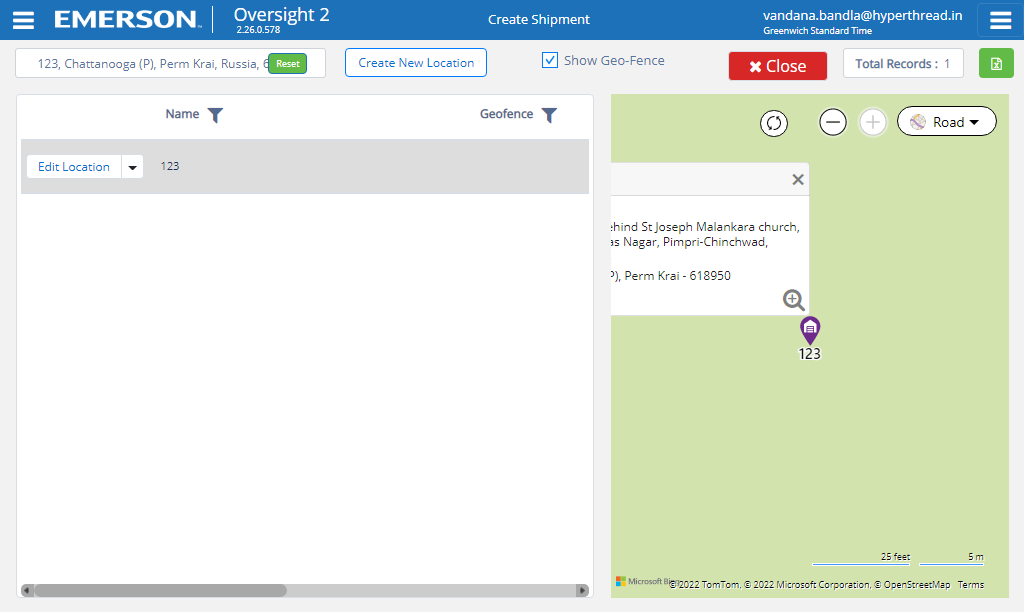 EMERSON
Oversight 2
2.26.0.578
Create Shipment
vandana.bandla@hyperthread.in
Greenwich Standard Time
123, Chattanooga (P), Perm Krai, Russia, 6
Reset
Create New Location
Show Geo-Fence
Close
Total Records : 1
Name
Geofence
Road
Edit Location
123
ehind St Joseph Malankara church,
as Nagar, Pimpri-Chinchwad,
P), Perm Krai - 618950
123
25 feet
5 m
Microsoft Bi
© 2022 TomTom, © 2022 Microsoft Corporation, © OpenStreetMap Terms